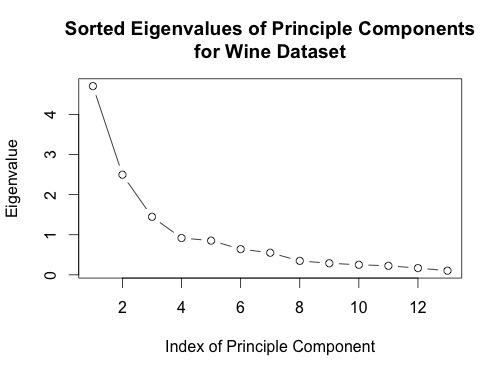 Sorted Eigenvalues of Principle Components
for Wine Dataset
Eigenvalue
4
3
2
1
0
2 4 6 8 10 12
Index of Principle Component